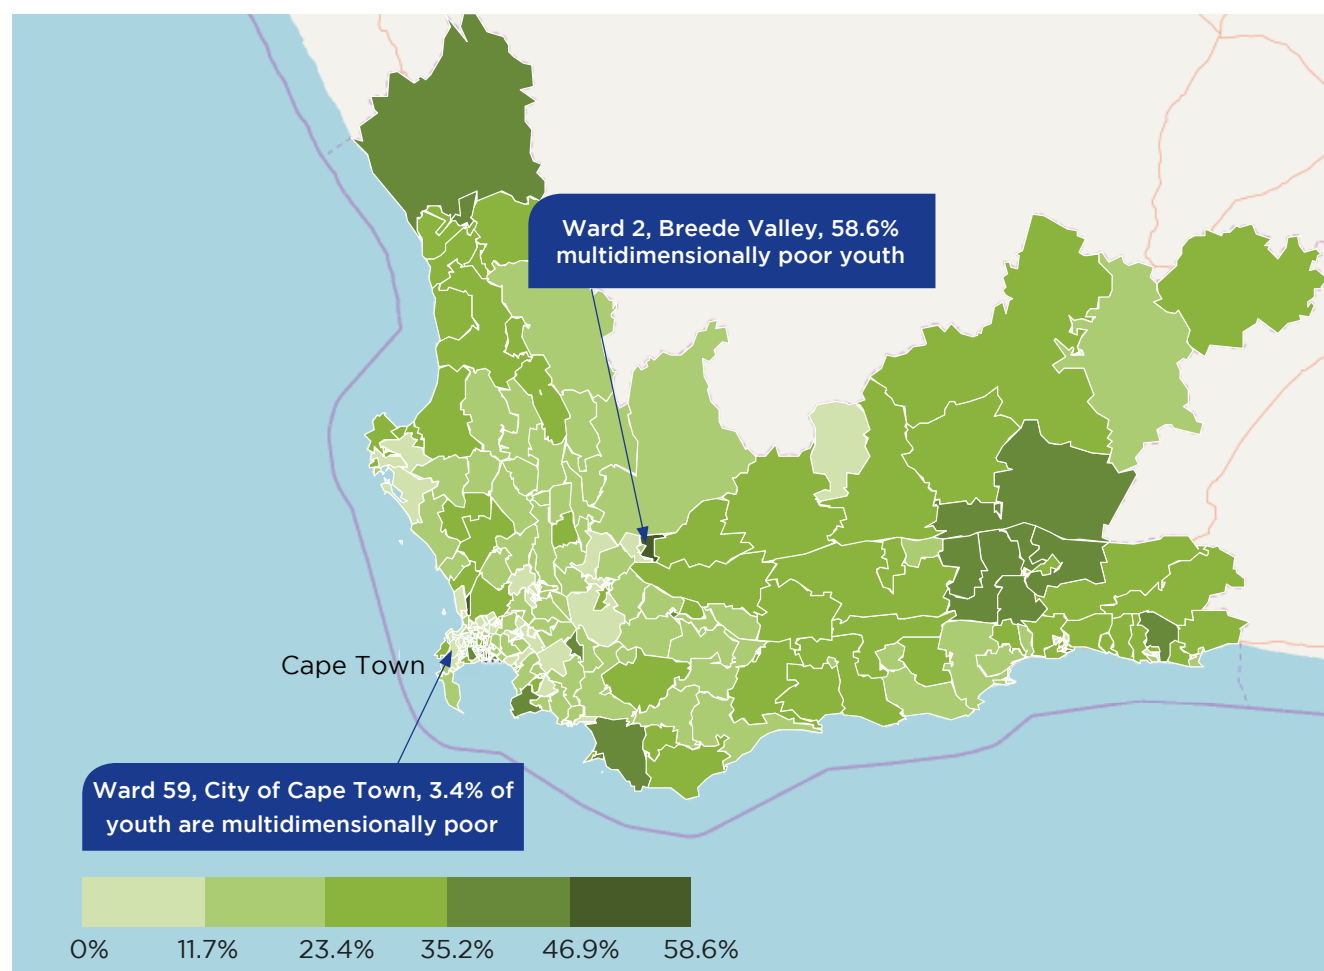 Ward 2, Breede Valley, 58.6%
multidimensionally poor youth
Cape Town
Ward 59, City of Cape Town, 3.4% of
youth are multidimensionally poor
0% 11.7% 23.4% 35.2% 46.9% 58.6%